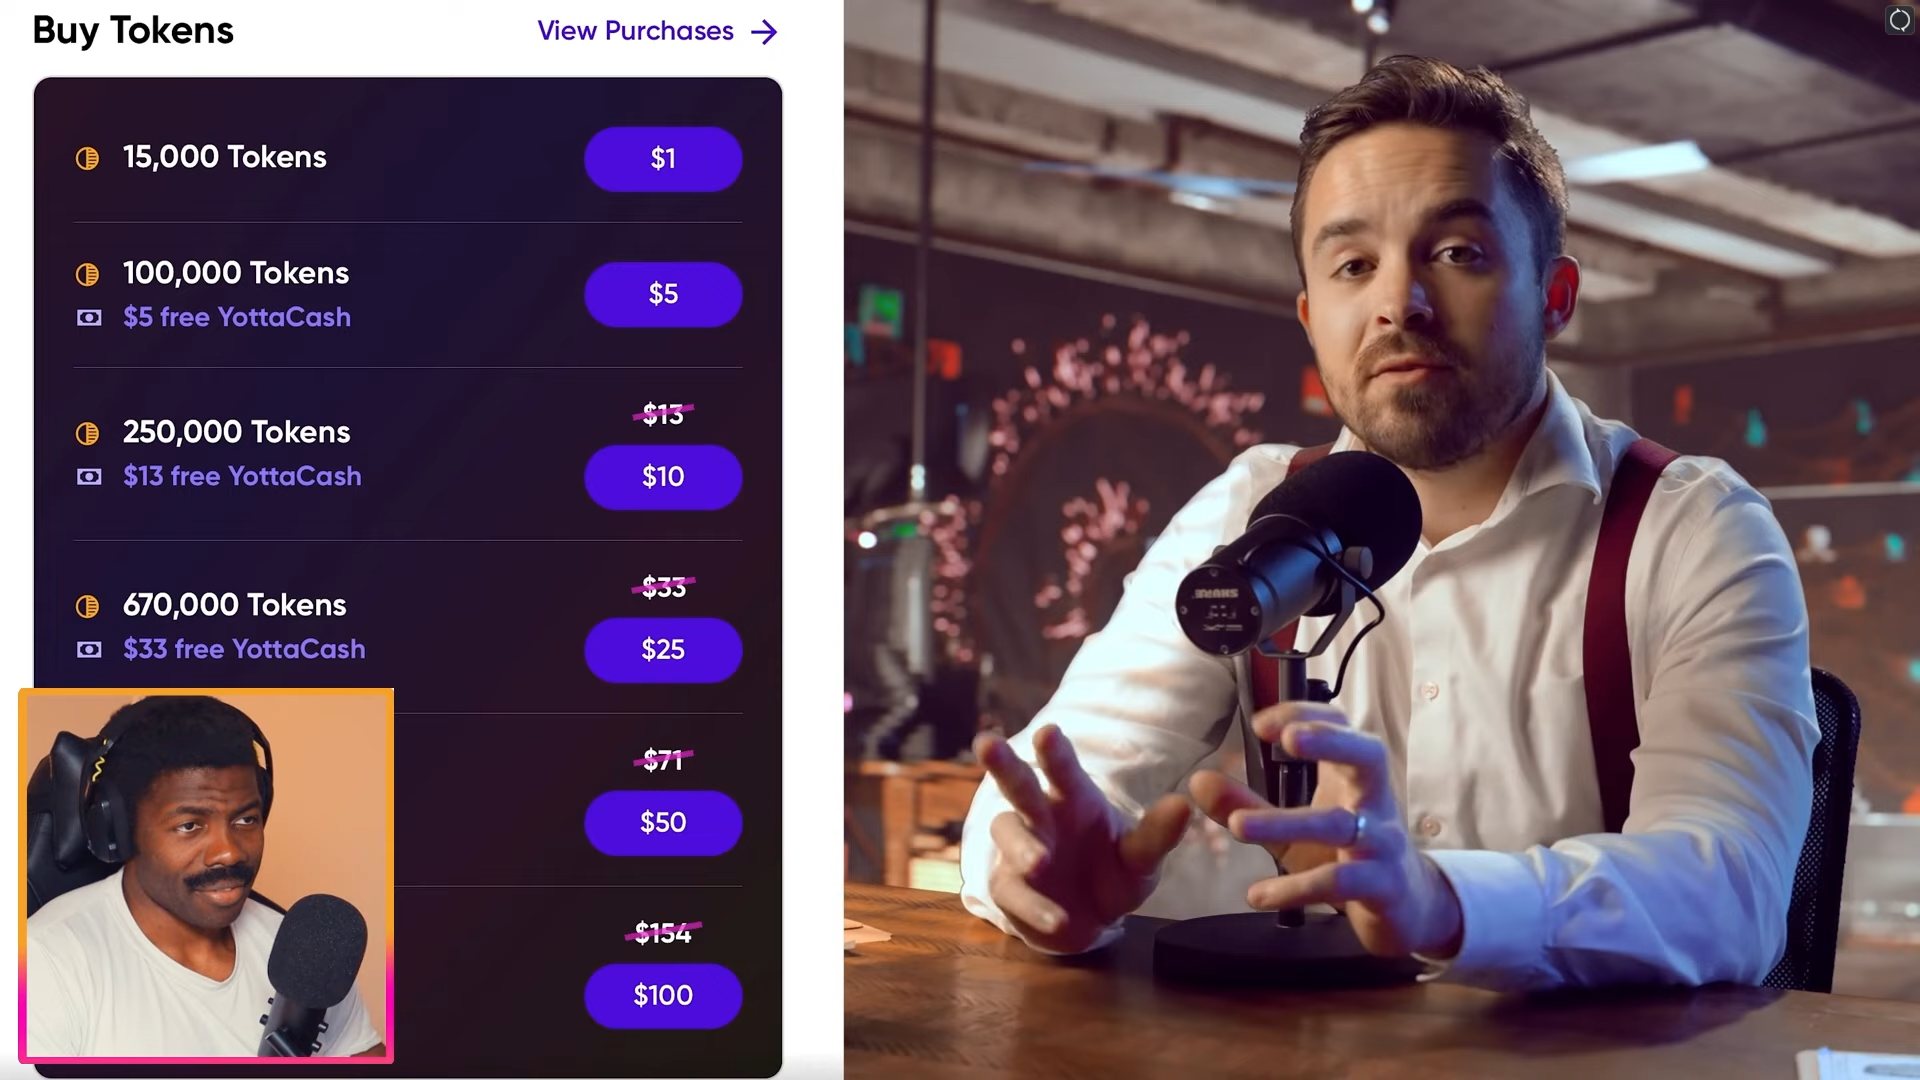 Buy Tokens
View Purchases
15,000 Tokens
$1
100,000 Tokens
$5 free YottaCash
$5
$13
250,000 Tokens
$13 free YottaCash
$10
$33
670,000 Tokens
$33 free YottaCash
$25
$71
$50
$154
$100
SHURE